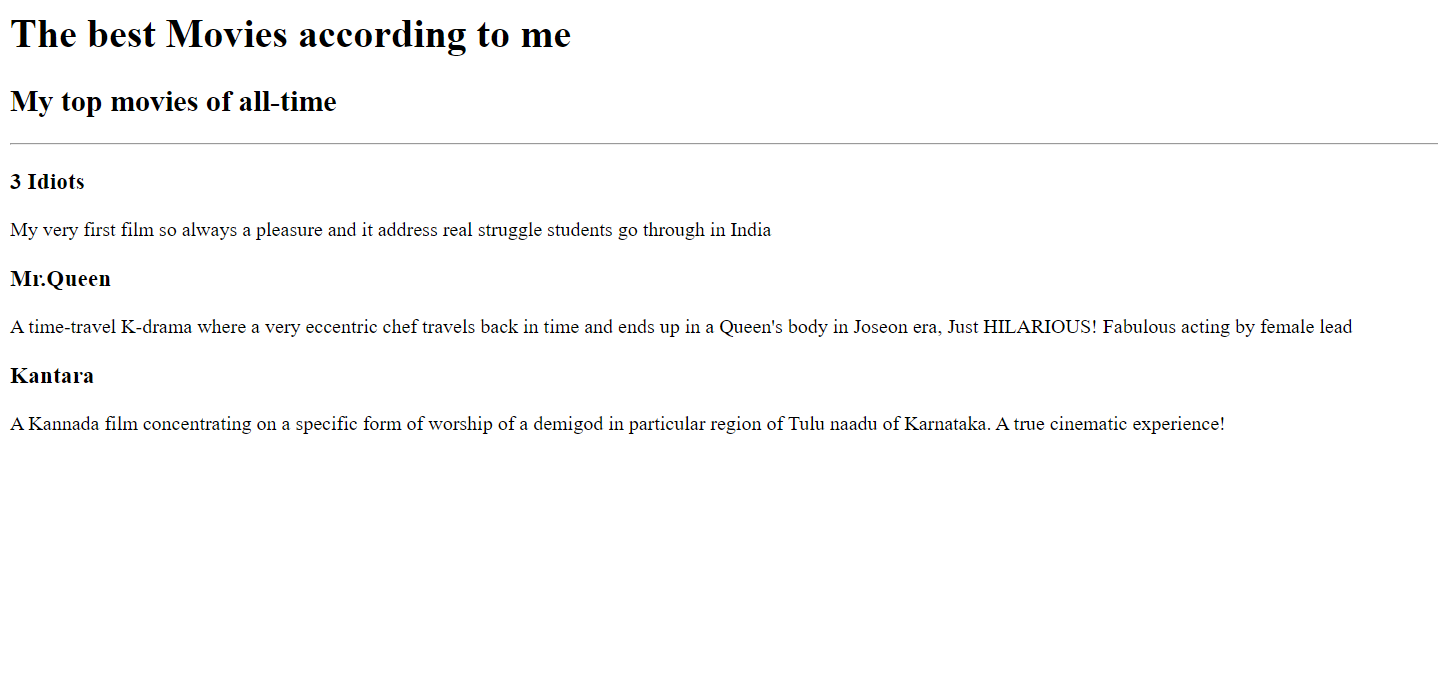 The best Movies according to me
My top movies of all-time
3 Idiots
My very first film so always a pleasure and it address real struggle students go through in India
Mr.Queen
A time-travel K-drama where a very eccentric chef travels back in time and ends up in a Queen's body in Joseon era, Just HILARIOUS! Fabulous acting by female lead
Kantara
A Kannada film concentrating on a specific form of worship of a demigod in particular region of Tulu naadu of Karnataka. A true cinematic experience!